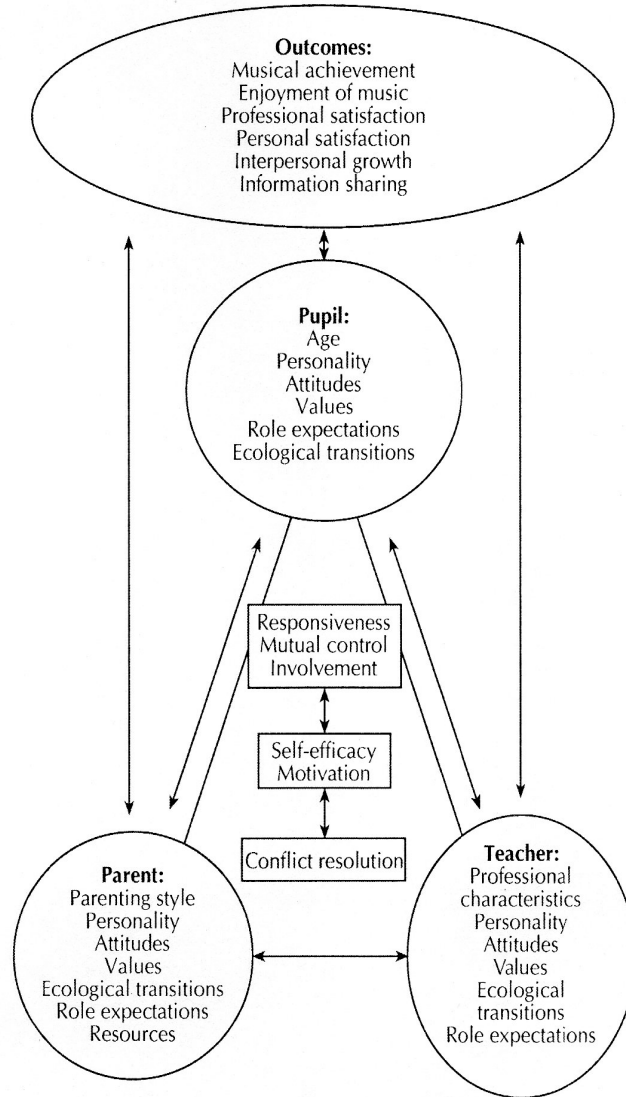 Outcomes:
Musical achievement
Enjoyment of music
Professional satisfaction
Personal satisfaction
Interpersonal growth
Information sharing
Pupil:
Age
Personality
Attitudes
Values
Role expectations
Ecological transitions
Responsiveness
Mutual control
Involvement
Self-efficacy
Motivation
Conflict resolution
Parent:
Parenting style
Personality
Attitudes
Values
Ecological transitions
Role expectations
Resources
Teacher:
Professional
characteristics
Personality
Attitudes
Values
Ecological
transitions
Role expectations